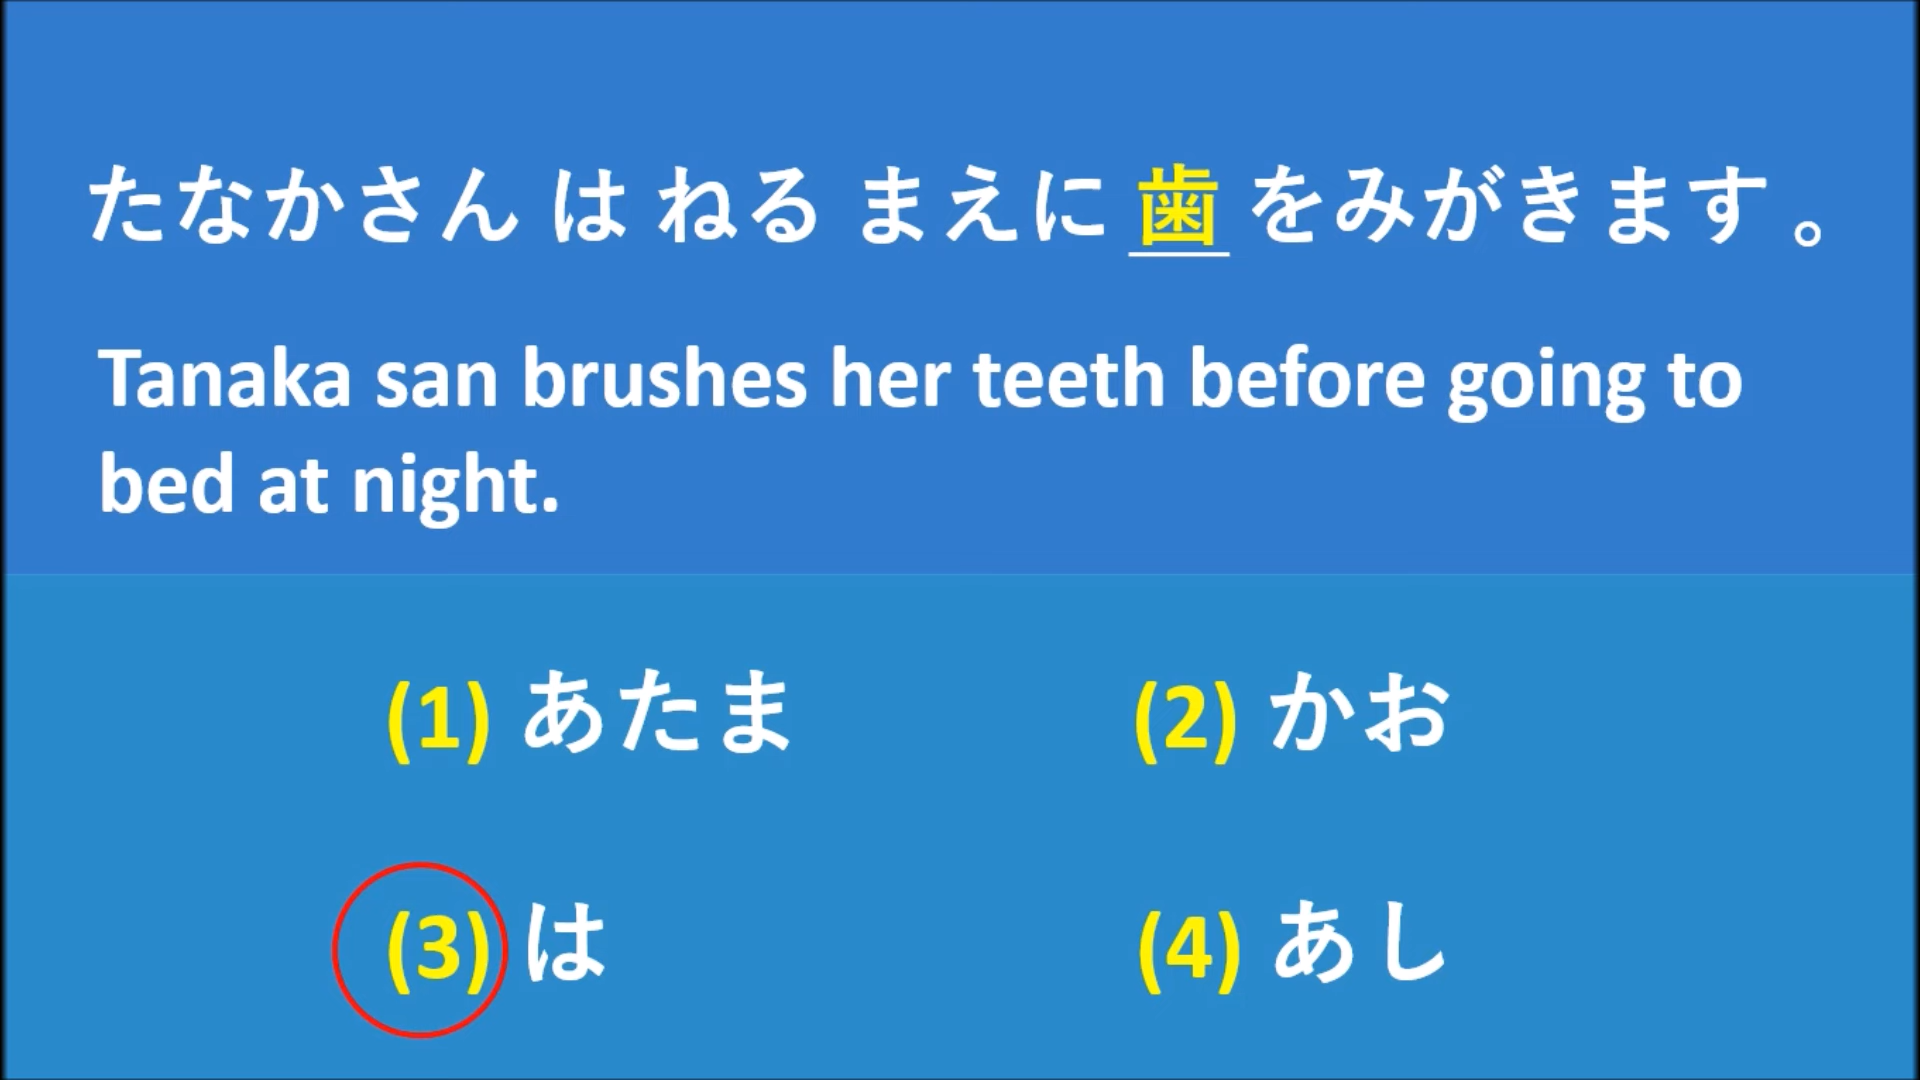 たなかさん は ねる まえに 歯 をみがきます 。
Tanaka san brushes her teeth before going to
bed at night.
(1) あたま (2) かお
(3) は (4) あし